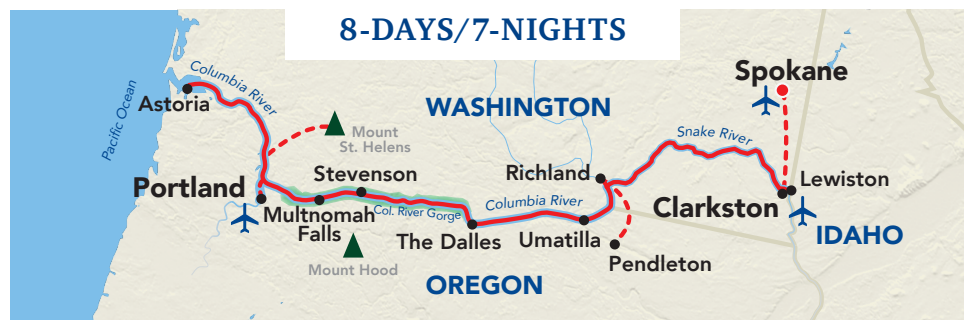 8-DAYS/7-NIGHTS
Spokane
Columbia River
Astoria
WASHINGTON
Pacific Ocean
Mount
St. Helens
Snake River
Stevenson
Richland
Lewiston
Portland
Columbia River
Clarkston
Multnomah
Falls
Col. River Gorge
The Dalles
Umatilla
IDAHO
Mount Hood
Pendleton
OREGON